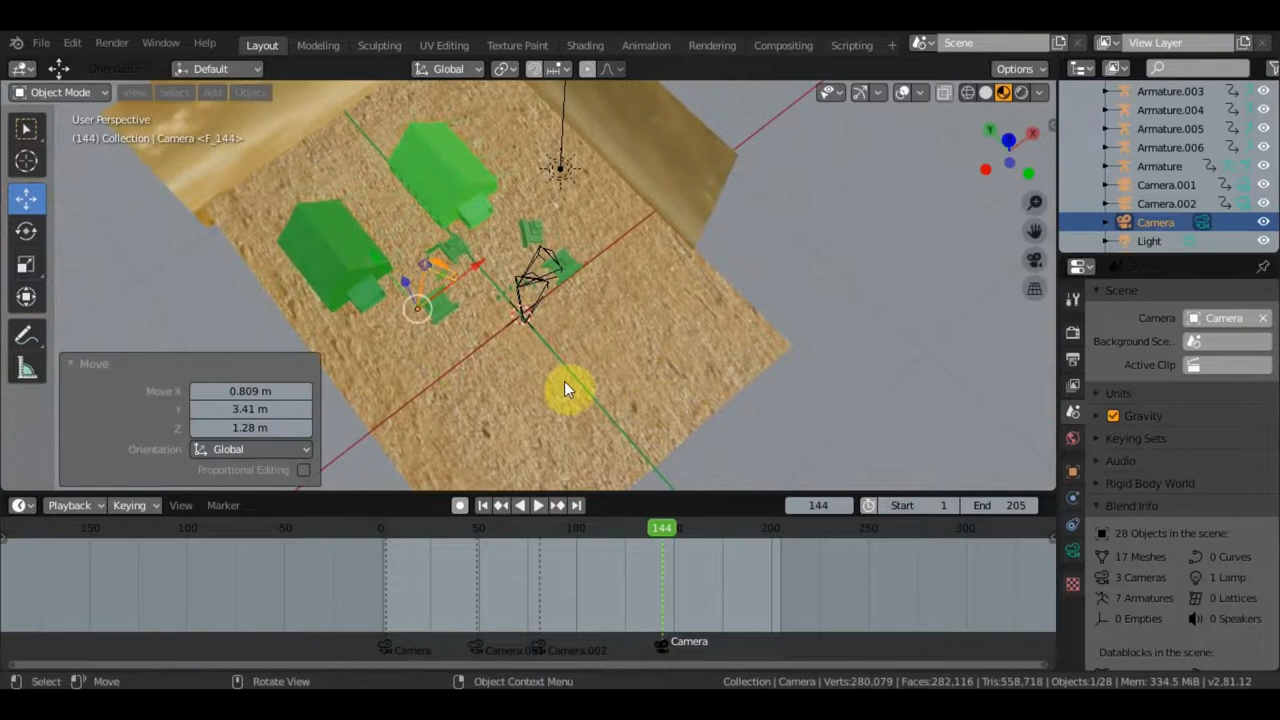 File Edit Render Window Help Layout Modeling Sculpting UV Editing Texture Paint Shading Animation Rendering Compositing Scripting + Scene View Layer
Default Global Options
Object Mode View Select Add Object
User Perspective
(144) Collection | Camera <F_144>
Y X
Armature.003
Armature.004
Armature.005
Armature.006
Armature
Camera.001
Camera.002
Camera
Light
Scene
Camera Camera
Background Sce..
Active Clip
Units
Gravity
Keying Sets
Audio
Rigid Body World
Blend Info
28 Objects in the scene:
17 Meshes 0 Curves
3 Cameras 1 Lamp
7 Armatures 0 Lattices
0 Empties 0 Speakers
Datablocks in the scene:
Move
Move X 0.809 m
Y 3.41 m
Z 1.28 m
Orientation Global
Proportional Editing
Playback Keying View Marker 144 Start 1 End 205
-150 50 0 50 100 144 200 250 300
Camera Camera.002 Camera
Select Move Rotate View Object Context Menu Collection | Camera | Verts:280,079 | Faces:282,116 | Tris:558,718 | Objects:1/28 | Mem: 334.5 MiB | v2.81.12